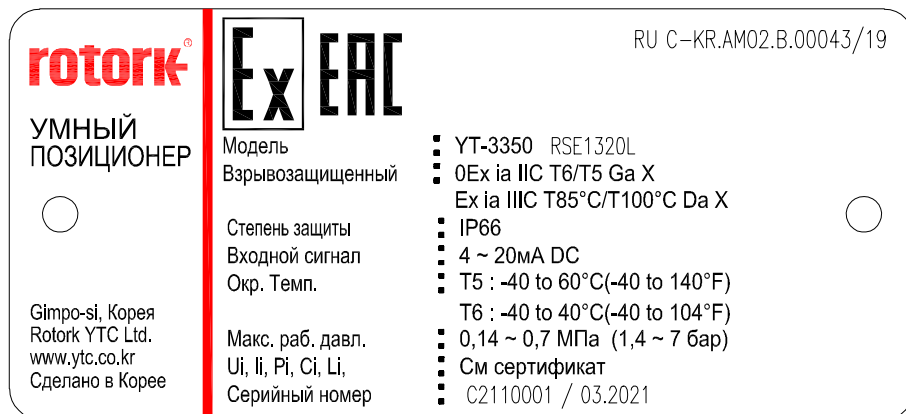 rotork®
УМНЫЙ
ПОЗИЦИОНЕР
Gimpo-si, Корея
Rotork YTC Ltd.
www.ytc.co.kr
Сделано в Корее
Ex EAC
RU C-KR.AM02.B.00043/19
Модель : YT-3350 RSE1320L
Взрывозащищенный : 0Ex ia IIC T6/T5 Ga X
Ex ia IIIC T85°C/T100°C Da X
Степень защиты : IP66
Входной сигнал : 4 ~ 20мА DC
Окр. Темп. : T5 : -40 to 60°C(-40 to 140°F)
T6 : -40 to 40°C(-40 to 104°F)
Макс. раб. давл. : 0,14 ~ 0,7 МПа (1,4 ~ 7 бар)
Ui, Ii, Pi, Ci, Li, : См сертификат
Серийный номер : C2110001 / 03.2021